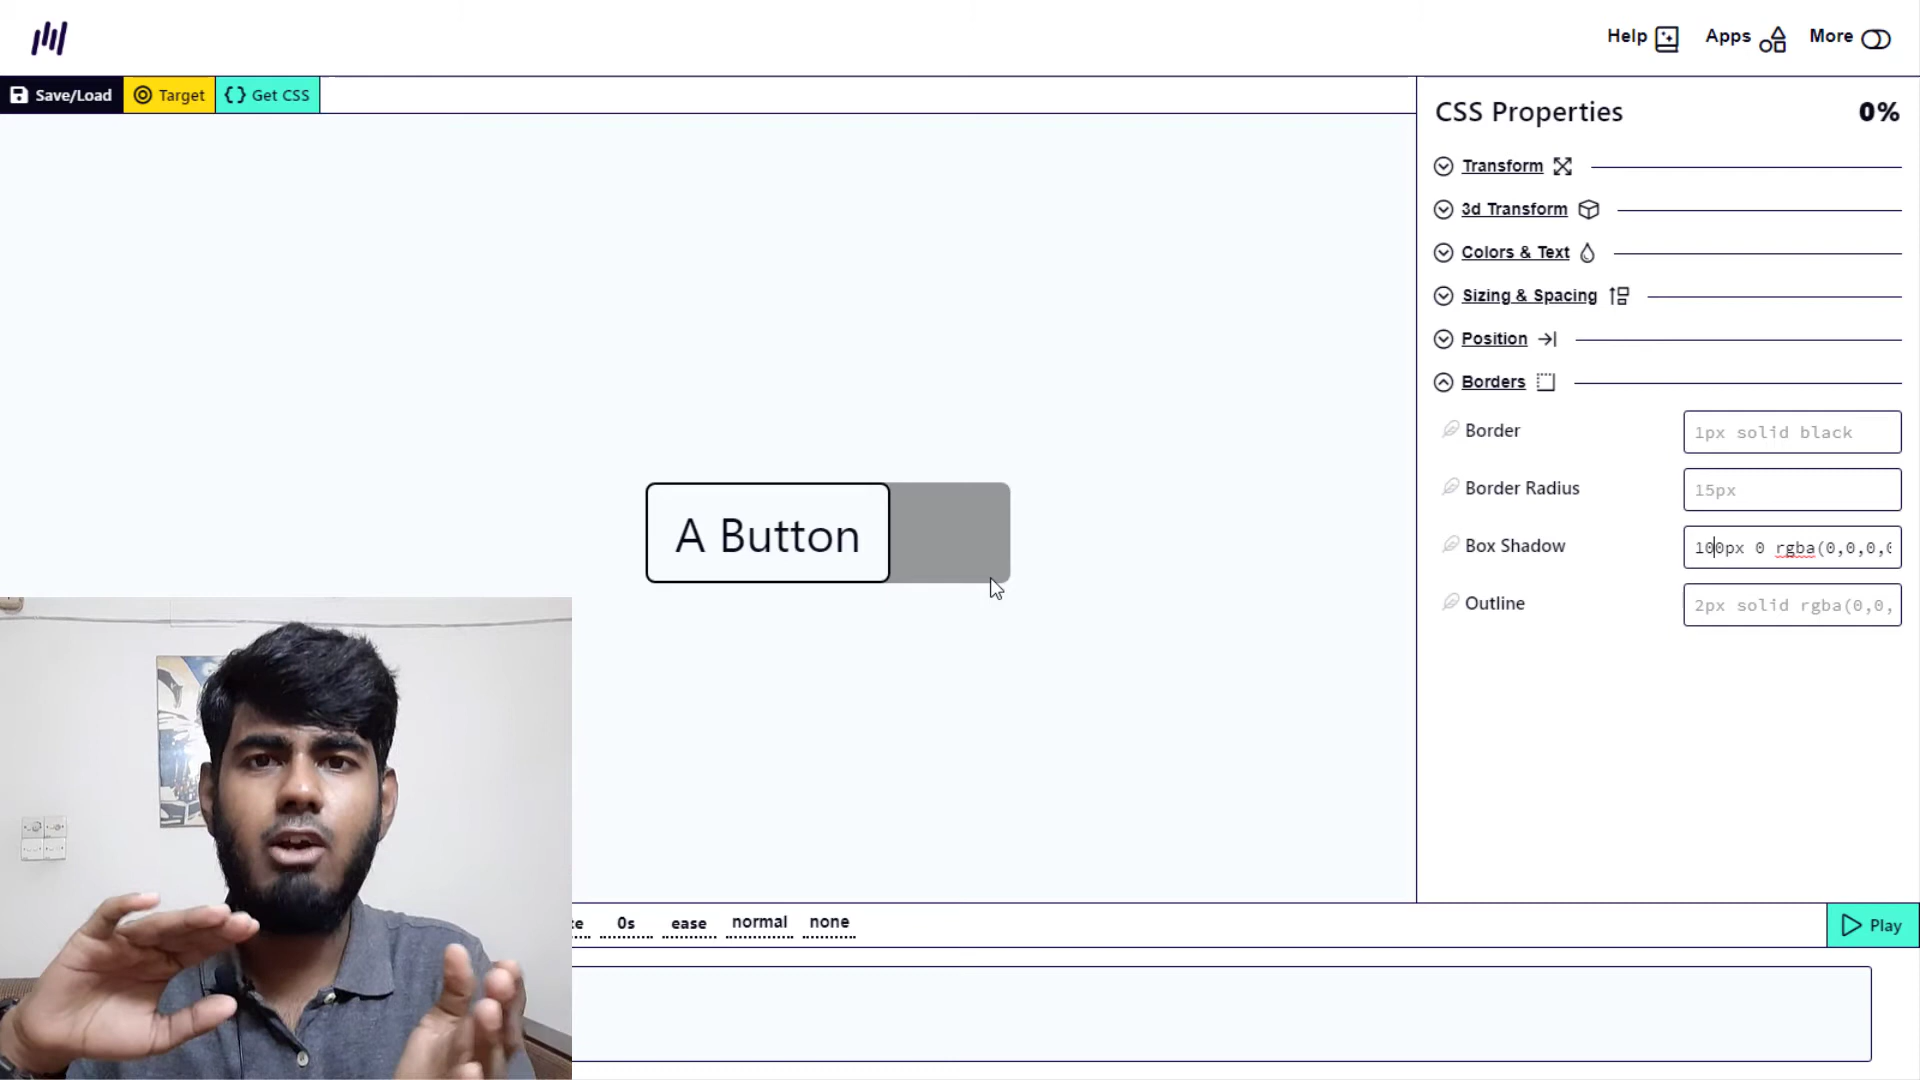 Help
Apps
More
Save/Load
Target
{} Get CSS
CSS Properties
0%
Transform
3d Transform
Colors & Text
Sizing & Spacing
Position
Borders
Border
1px solid black
Border Radius
15px
Box Shadow
100px 0 rgba(0,0,0,0
Outline
2px solid rgba(0,0,
A Button
0s
ease
normal
none
Play